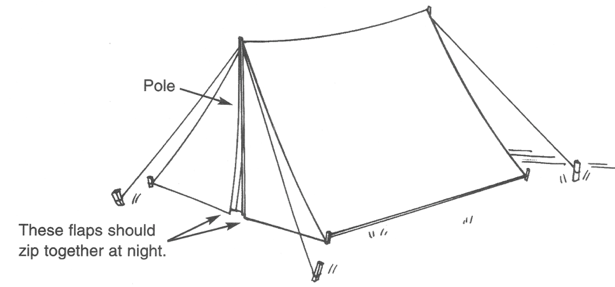 Pole
These flaps should
zip together at night.